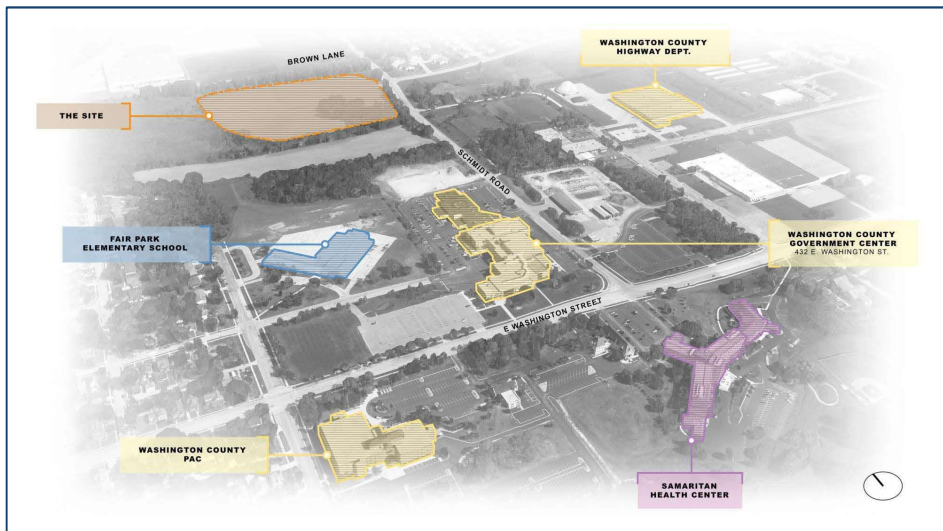 BROWN LANE
WASHINGTON COUNTY
HIGHWAY DEPT.
THE SITE
SCHMIDT ROAD
FAIR PARK
ELEMENTARY SCHOOL
WASHINGTON COUNTY
GOVERNMENT CENTER
432 E. WASHINGTON ST.
E WASHINGTON STREET
WASHINGTON COUNTY
PAC
SAMARITAN
HEALTH CENTER